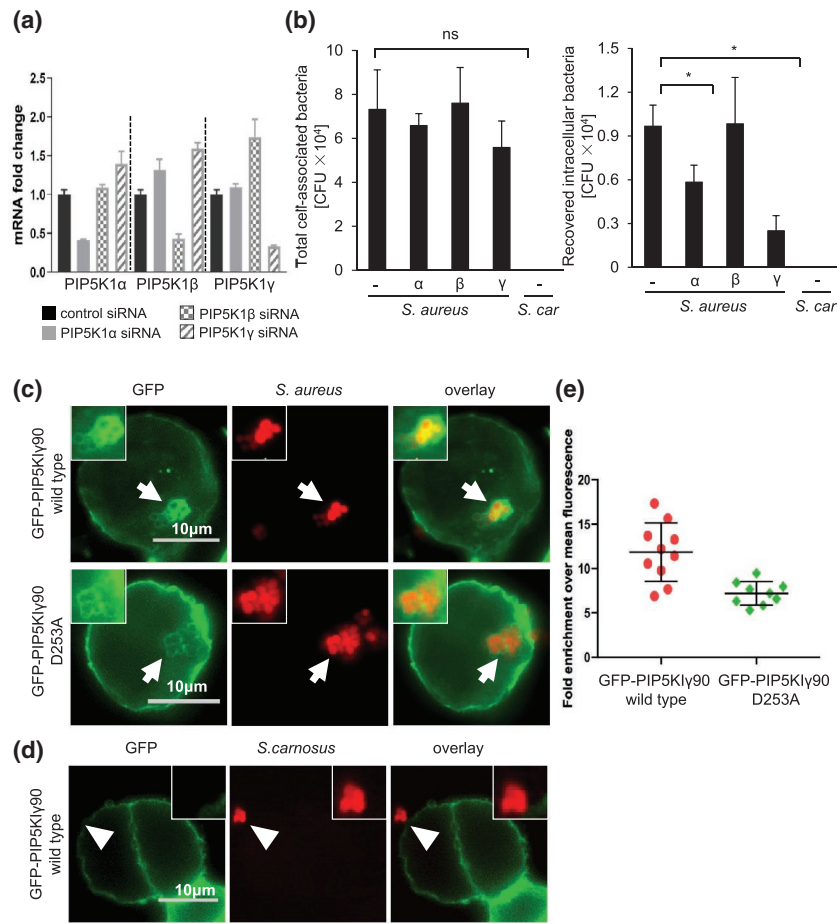 (a)
mRNA fold change
2.5
2.0
1.5
1.0
0.5
0.0
PIP5K1α PIP5K1β PIP5K1γ
control siRNA
PIP5K1β siRNA
PIP5K1α siRNA
PIP5K1γ siRNA
(b)
Total cell-associated bacteria
[CFU × 10⁴]
10
8
6
4
2
0
ns
- α β γ -
S. aureus S. car
Recovered intracellular bacteria
[CFU × 10⁴]
1.5
1.2
0.9
0.6
0.3
0
*
*
- α β γ -
S. aureus S. car
(c)
GFP S. aureus overlay
GFP-PIP5KIγ90
wild type
10μm
GFP-PIP5KIγ90
D253A
10μm
(d)
GFP S.carnosus overlay
GFP-PIP5KIγ90
wild type
10μm
(e)
Fold enrichment over mean fluorescence
20
15
10
5
0
GFP-PIP5KIγ90 GFP-PIP5KIγ90
wild type D253A